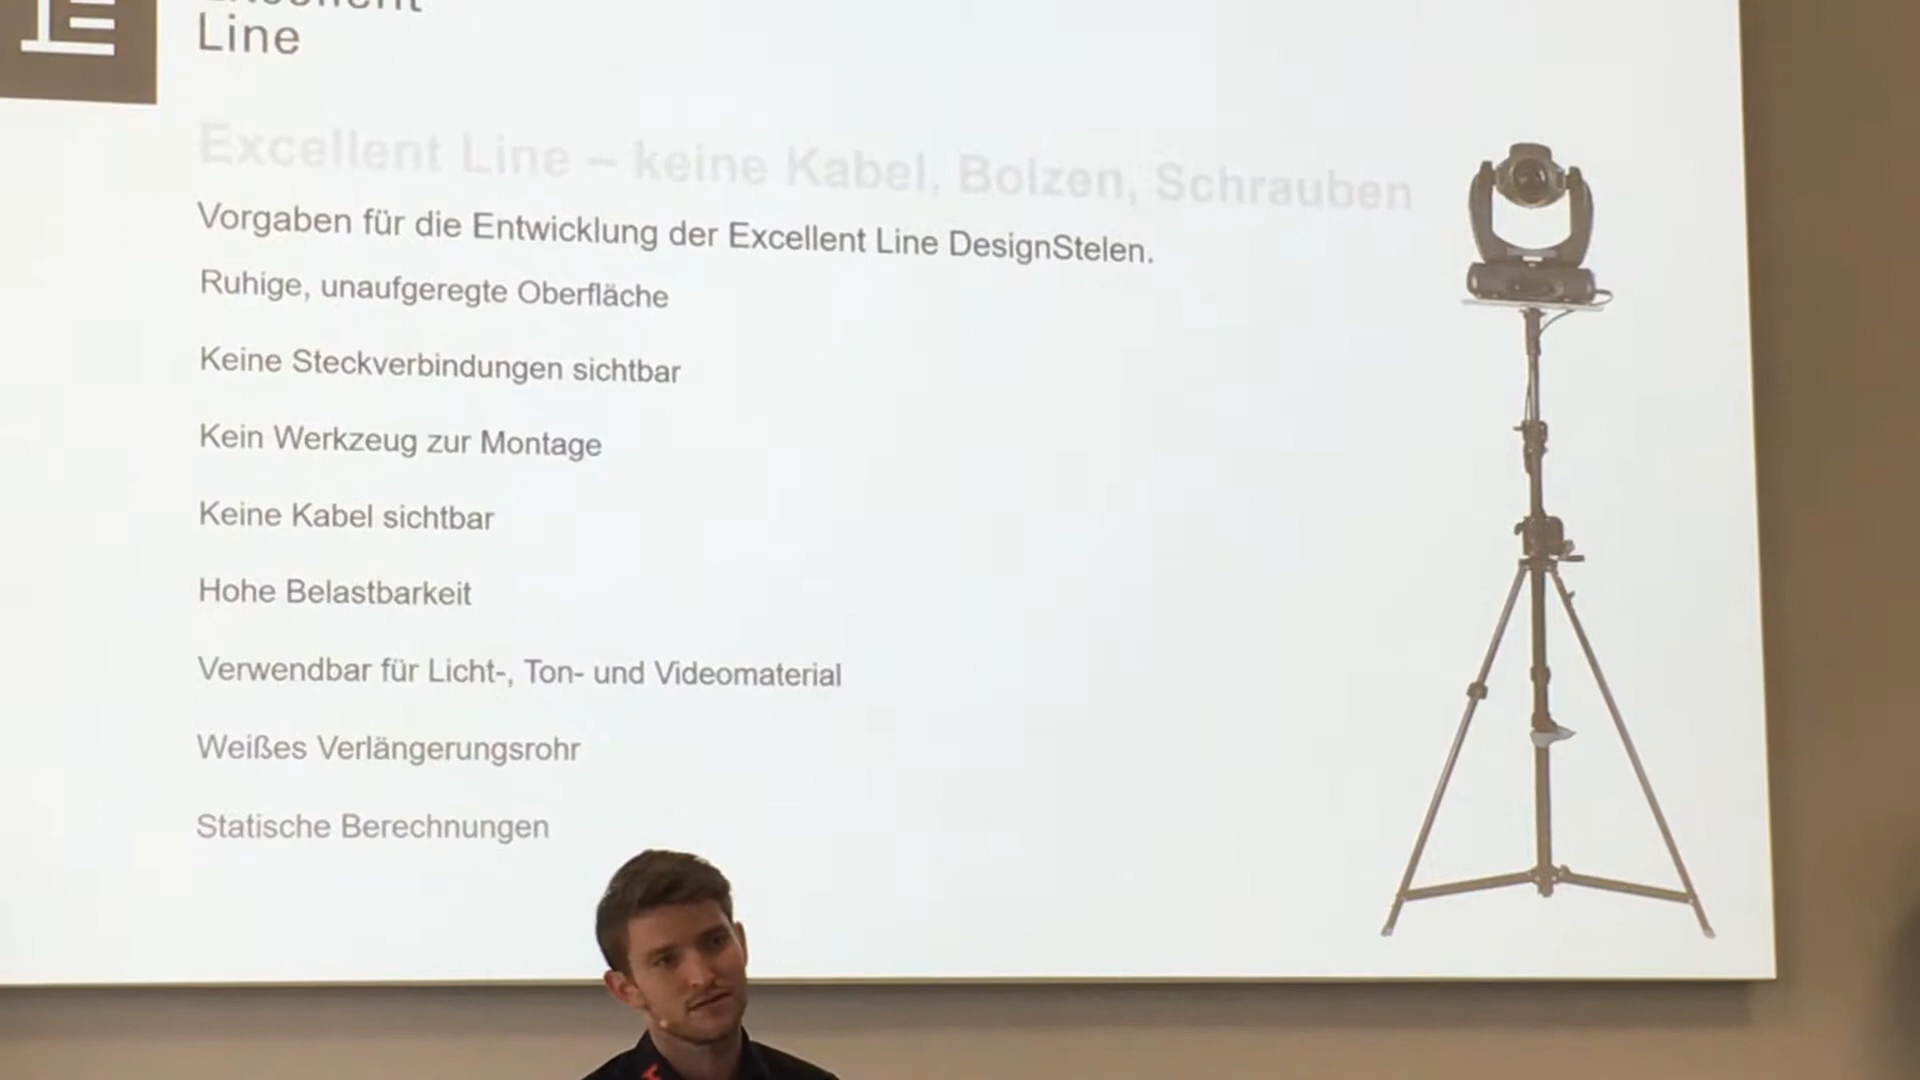 Line
Excellent Line – keine Kabel, Bolzen, Schrauben
Vorgaben für die Entwicklung der Excellent Line DesignStelen.
Ruhige, unaufgeregte Oberfläche
Keine Steckverbindungen sichtbar
Kein Werkzeug zur Montage
Keine Kabel sichtbar
Hohe Belastbarkeit
Verwendbar für Licht-, Ton- und Videomaterial
Weißes Verlängerungsrohr
Statische Berechnungen